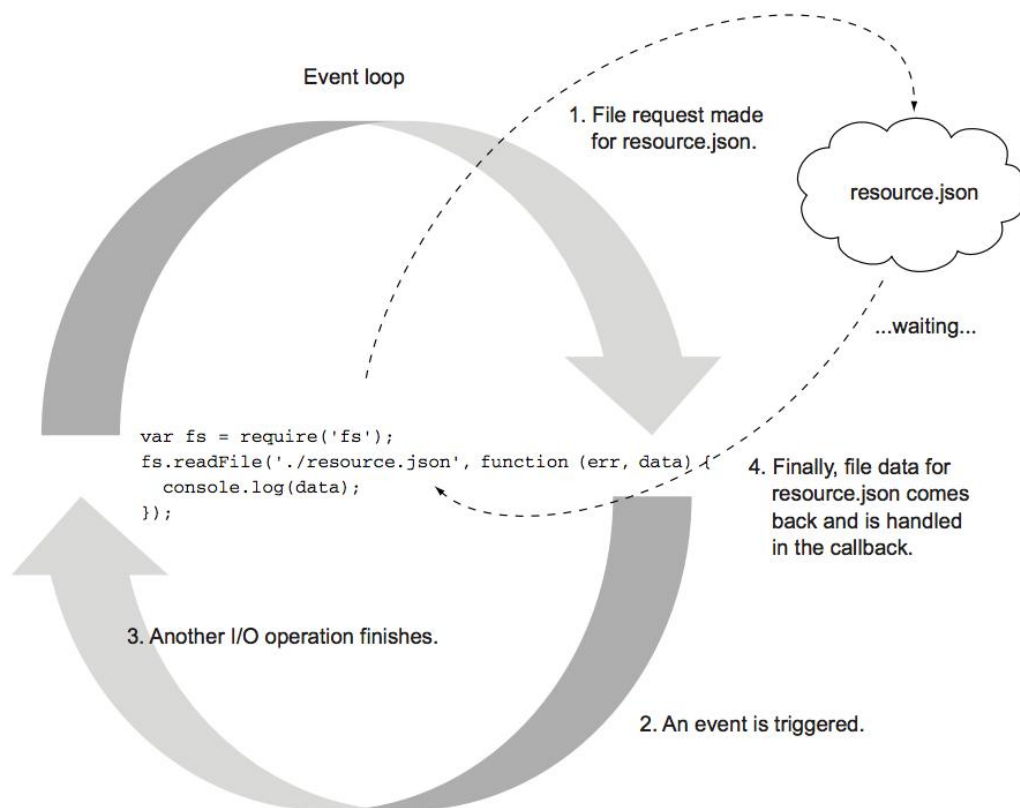 Event loop
1. File request made
for resource.json.
resource.json
...waiting...
var fs = require('fs');
fs.readFile('./resource.json', function (err, data) {
  console.log(data);
});
4. Finally, file data for
resource.json comes
back and is handled
in the callback.
3. Another I/O operation finishes.
2. An event is triggered.